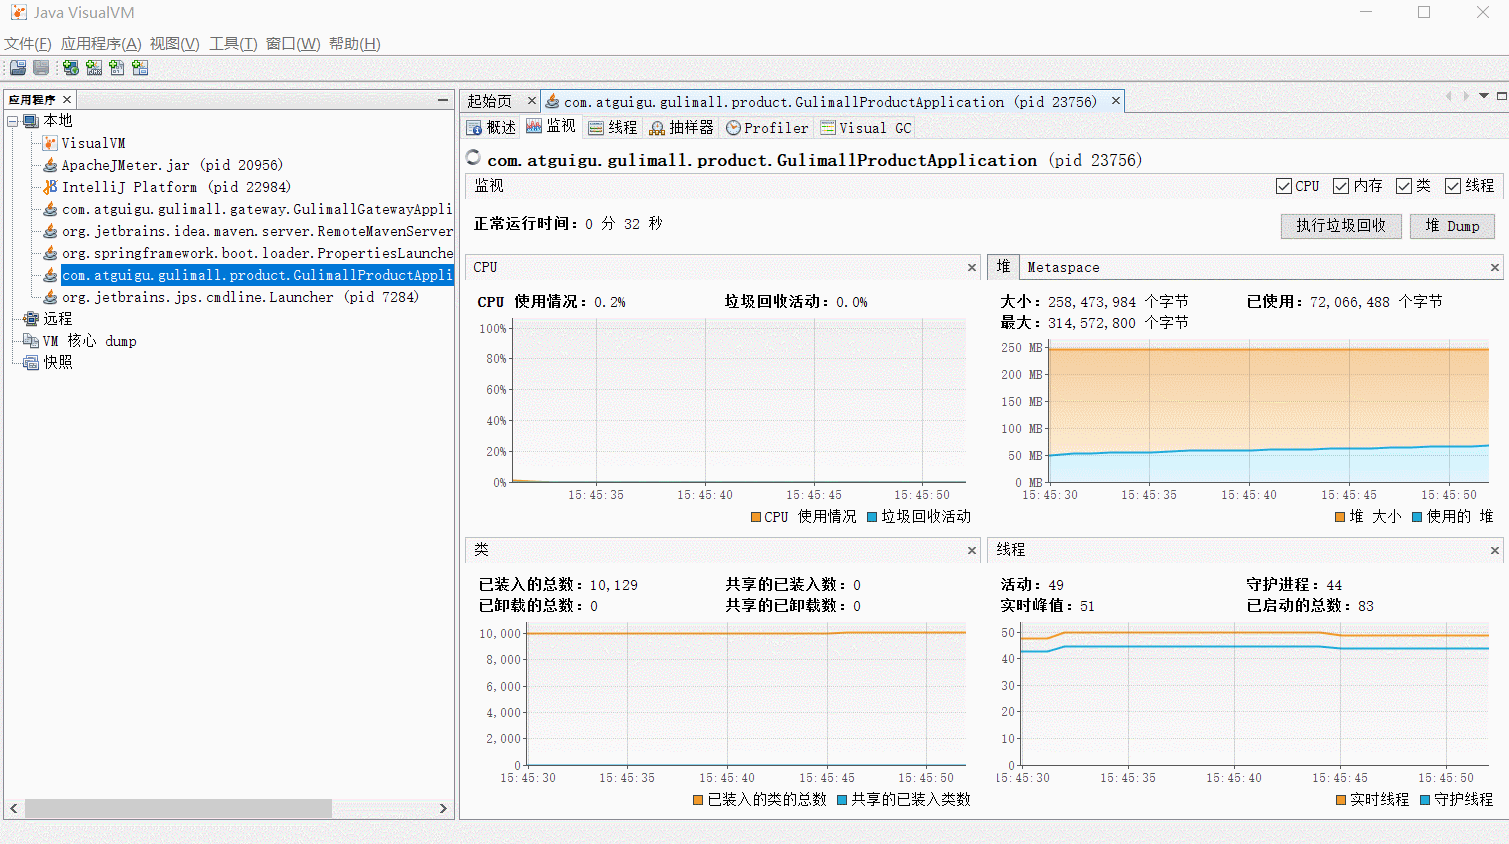 Java VisualVM
文件(F) 应用程序(A) 视图(V) 工具(T) 窗口(W) 帮助(H)
应用程序
本地
VisualVM
ApacheJMeter.jar (pid 20956)
IntelliJ Platform (pid 22984)
com.atguigu.gulimall.gateway.GulimallGatewayAppli
org.jetbrains.idea.maven.server.RemoteMavenServer
org.springframework.boot.loader.PropertiesLaunche
com.atguigu.gulimall.product.GulimallProductAppli
org.jetbrains.jps.cmdline.Launcher (pid 7284)
远程
VM 核心 dump
快照
起始页 com.atguigu.gulimall.product.GulimallProductApplication (pid 23756)
概述 监视 线程 抽样器 Profiler Visual GC
com.atguigu.gulimall.product.GulimallProductApplication (pid 23756)
监视 CPU 内存 类 线程
正常运行时间: 0 分 32 秒 执行垃圾回收 堆 Dump
CPU
CPU 使用情况: 0.2% 垃圾回收活动: 0.0%
100%
80%
60%
40%
20%
0%
15:45:35 15:45:40 15:45:45 15:45:50
CPU 使用情况 垃圾回收活动
堆 Metaspace
大小: 258,473,984 个字节 已使用: 72,066,488 个字节
最大: 314,572,800 个字节
250 MB
200 MB
150 MB
100 MB
50 MB
0 MB
15:45:30 15:45:35 15:45:40 15:45:45 15:45:50
堆 大小 使用的 堆
类
已装入的总数: 10,129 共享的已装入数: 0
已卸载的总数: 0 共享的已卸载数: 0
10,000
8,000
6,000
4,000
2,000
0
15:45:30 15:45:35 15:45:40 15:45:45 15:45:50
已装入的类的总数 共享的已装入类数
线程
活动: 49 守护进程: 44
实时峰值: 51 已启动的总数: 83
50
40
30
20
10
0
15:45:30 15:45:35 15:45:40 15:45:45 15:45:50
实时线程 守护线程